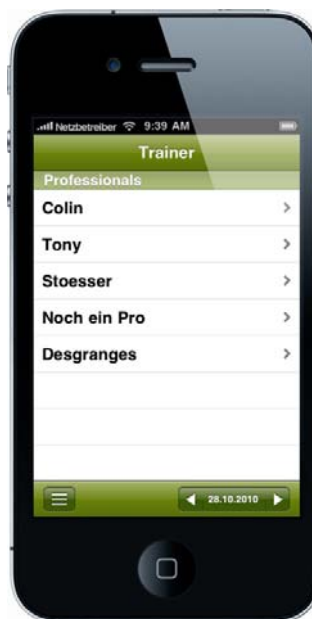 Netzbetreiber 9:39 AM
Trainer
Professionals
Colin
Tony
Stoesser
Noch ein Pro
Desgranges
28.10.2010